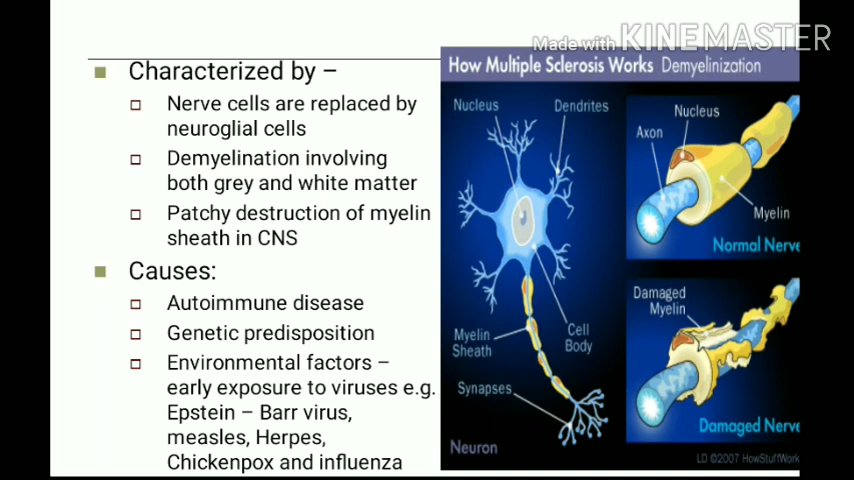 Made with KINEMASTER
Characterized by –
Nerve cells are replaced by
neuroglial cells
Demyelination involving
both grey and white matter
Patchy destruction of myelin
sheath in CNS
Causes:
Autoimmune disease
Genetic predisposition
Environmental factors –
early exposure to viruses e.g.
Epstein – Barr virus,
measles, Herpes,
Chickenpox and influenza
How Multiple Sclerosis Works Demyelinization
Nucleus
Dendrites
Myelin
Sheath
Cell
Body
Synapses
Neuron
Nucleus
Axon
Myelin
Normal Nerve
Damaged
Myelin
Damaged Nerve
LD ©2007 HowStuffWork